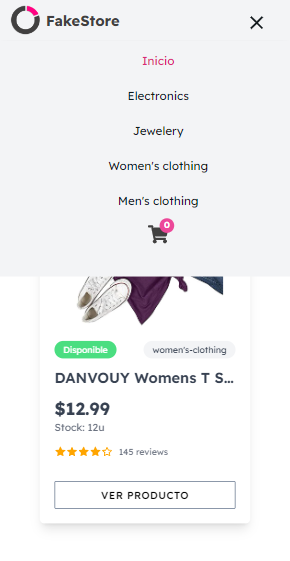 FakeStore
Inicio
Electronics
Jewelery
Women's clothing
Men's clothing
0
Disponible
women's-clothing
DANVOUY Womens T S...
$12.99
Stock: 12u
145 reviews
VER PRODUCTO